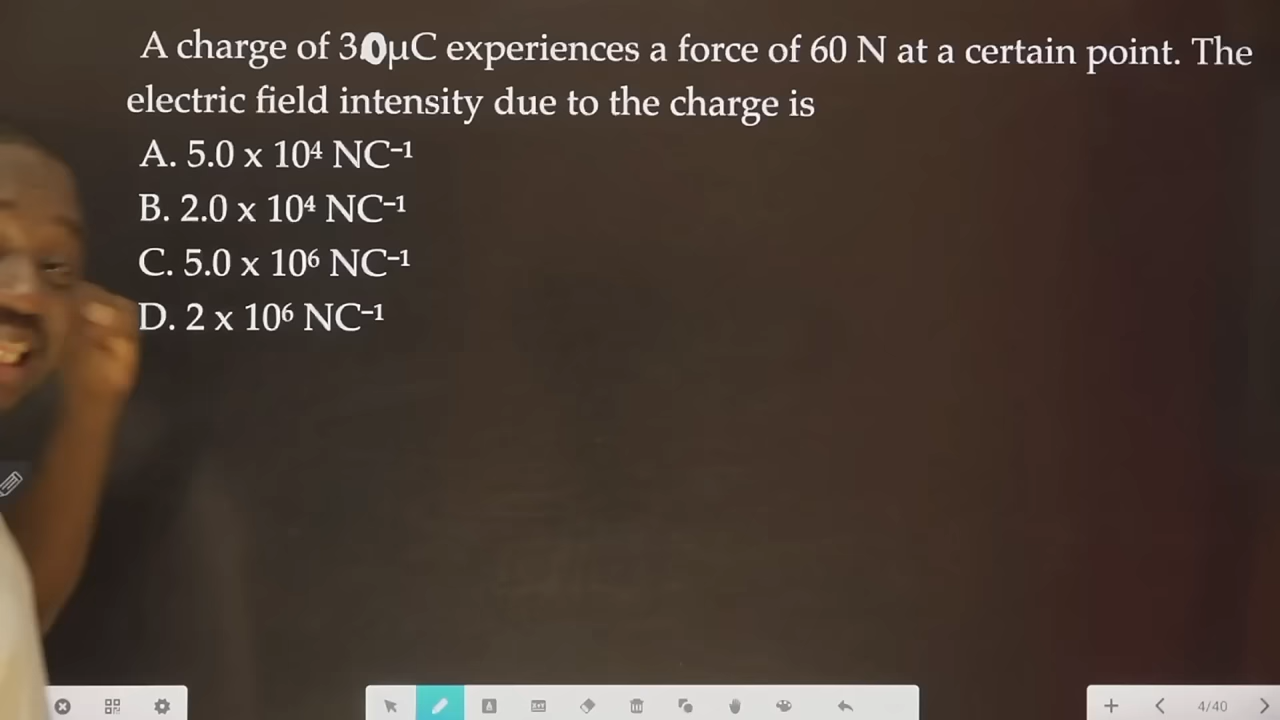 A charge of 30μC experiences a force of 60 N at a certain point. The
electric field intensity due to the charge is
A. 5.0 x 10⁴ NC⁻¹
B. 2.0 x 10⁴ NC⁻¹
C. 5.0 x 10⁶ NC⁻¹
D. 2 x 10⁶ NC⁻¹
4/40